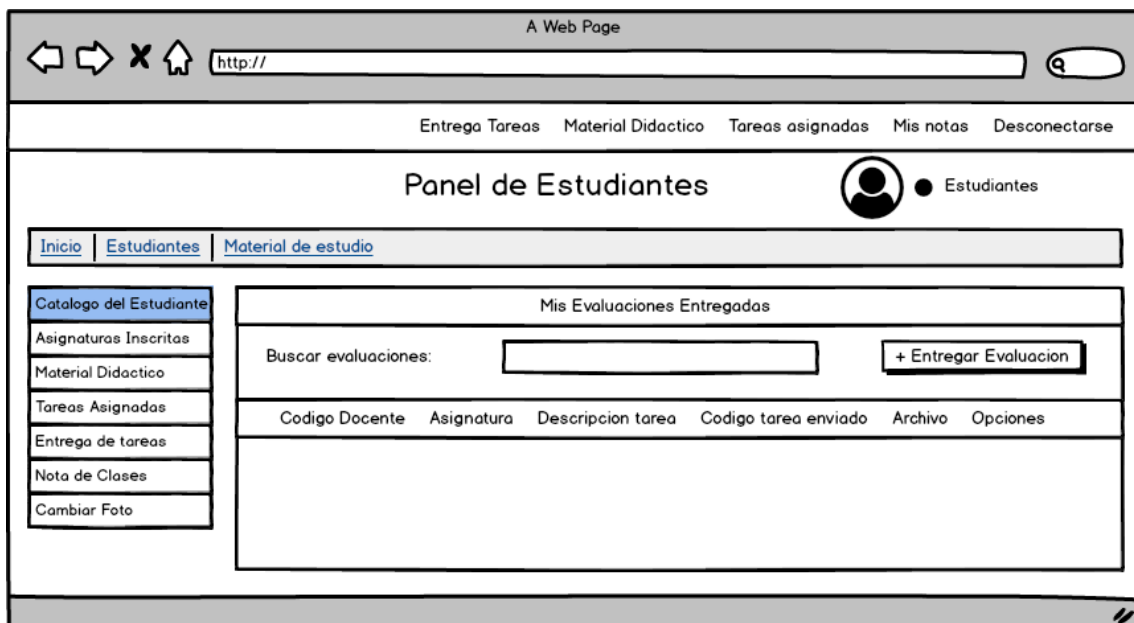 A Web Page
http://
Entrega Tareas Material Didactico Tareas asignadas Mis notas Desconectarse
Panel de Estudiantes
Estudiantes
Inicio Estudiantes Material de estudio
Catalogo del Estudiante
Asignaturas Inscritas
Material Didactico
Tareas Asignadas
Entrega de tareas
Nota de Clases
Cambiar Foto
Mis Evaluaciones Entregadas
Buscar evaluaciones:
+ Entregar Evaluacion
Codigo Docente Asignatura Descripcion tarea Codigo tarea enviado Archivo Opciones